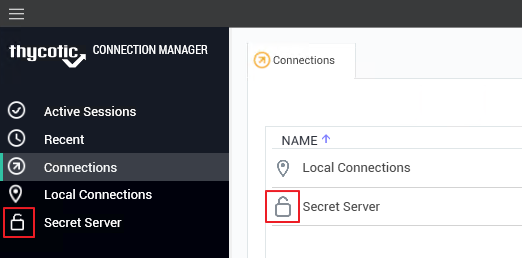 thycotic CONNECTION MANAGER
Active Sessions
Recent
Connections
Local Connections
Secret Server
Connections
NAME
Local Connections
Secret Server